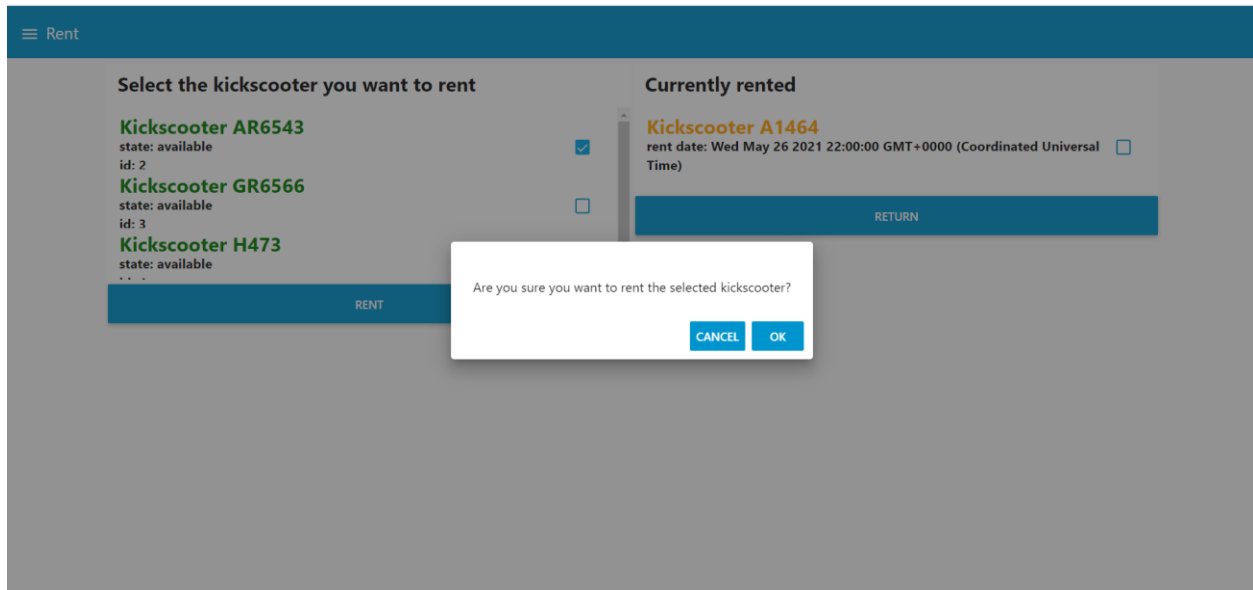 Rent
Select the kickscooter you want to rent
Kickscooter AR6543
state: available
id: 2
Kickscooter GR6566
state: available
id: 3
Kickscooter H473
state: available
RENT
Currently rented
Kickscooter A1464
rent date: Wed May 26 2021 22:00:00 GMT+0000 (Coordinated Universal
Time)
RETURN
Are you sure you want to rent the selected kickscooter?
CANCEL
OK